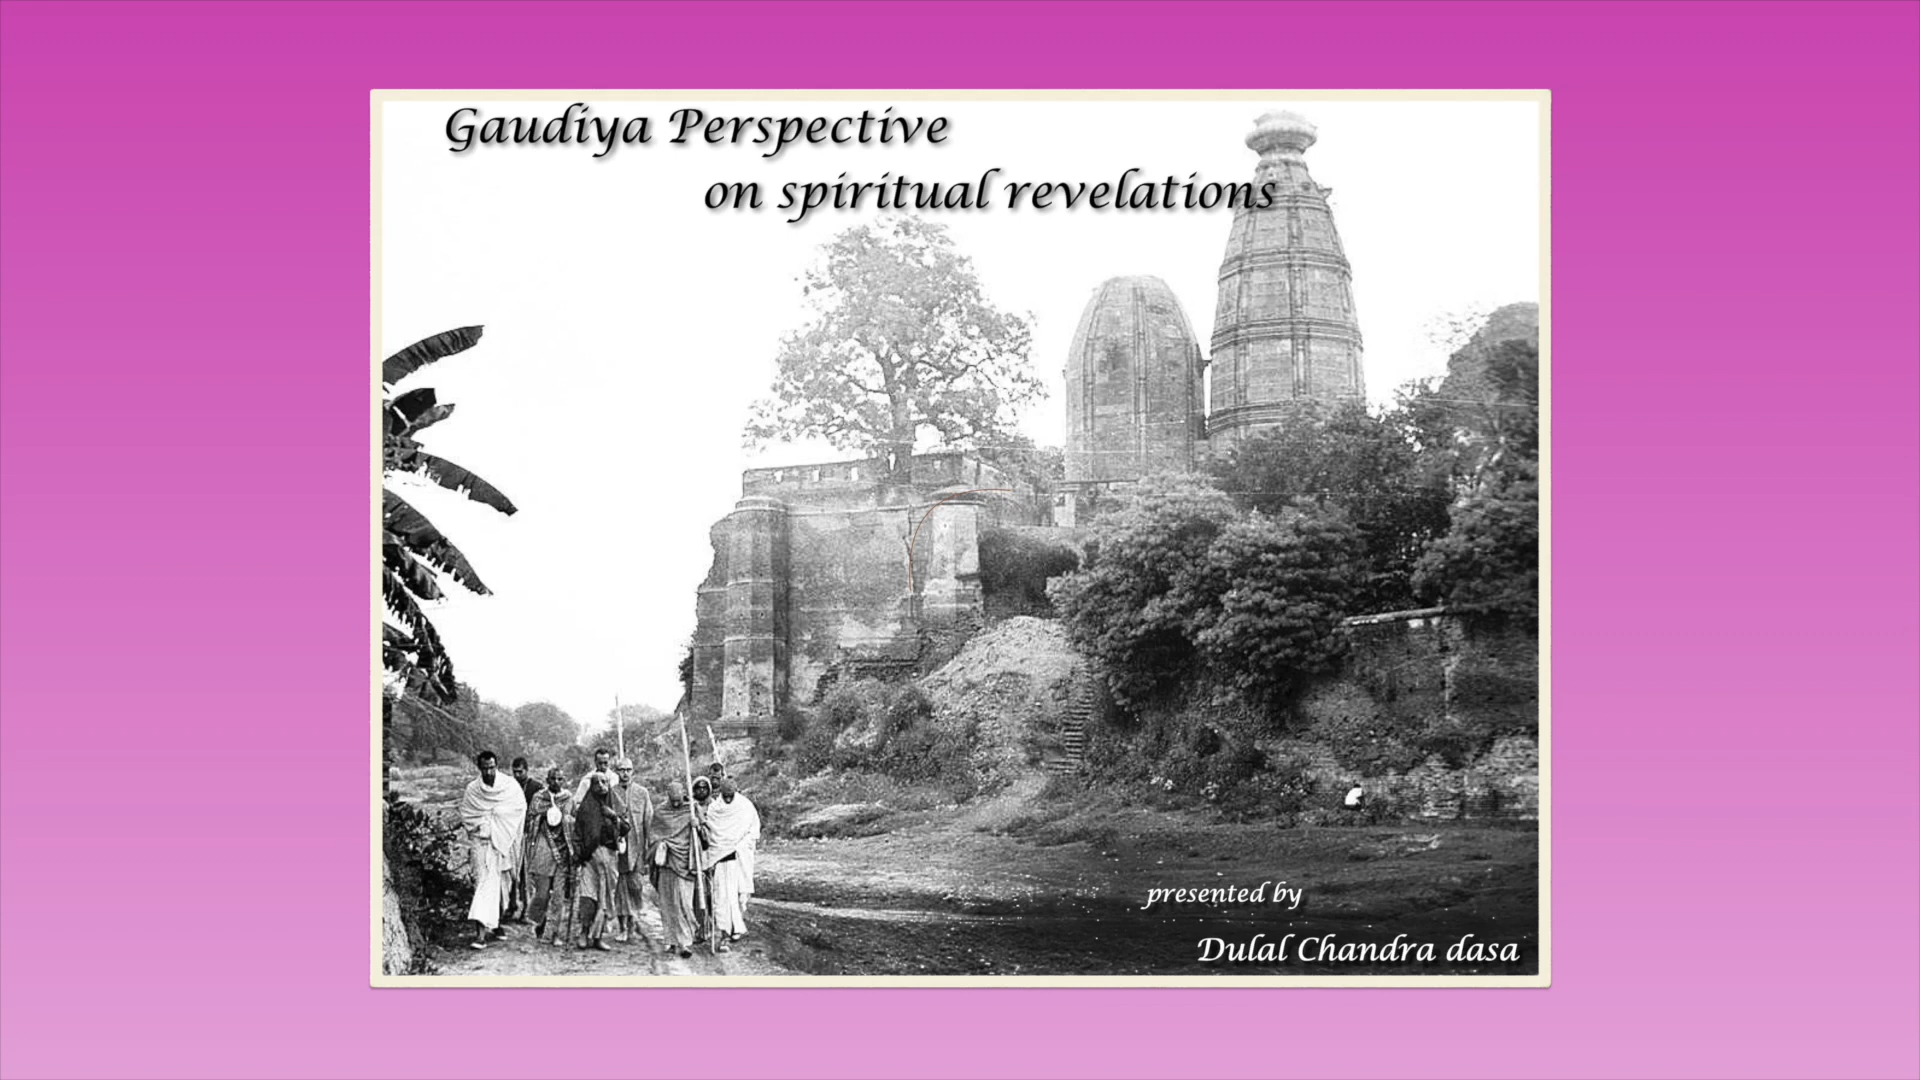 Gaudiya Perspective
on spiritual revelations
presented by
Dulal Chandra dasa